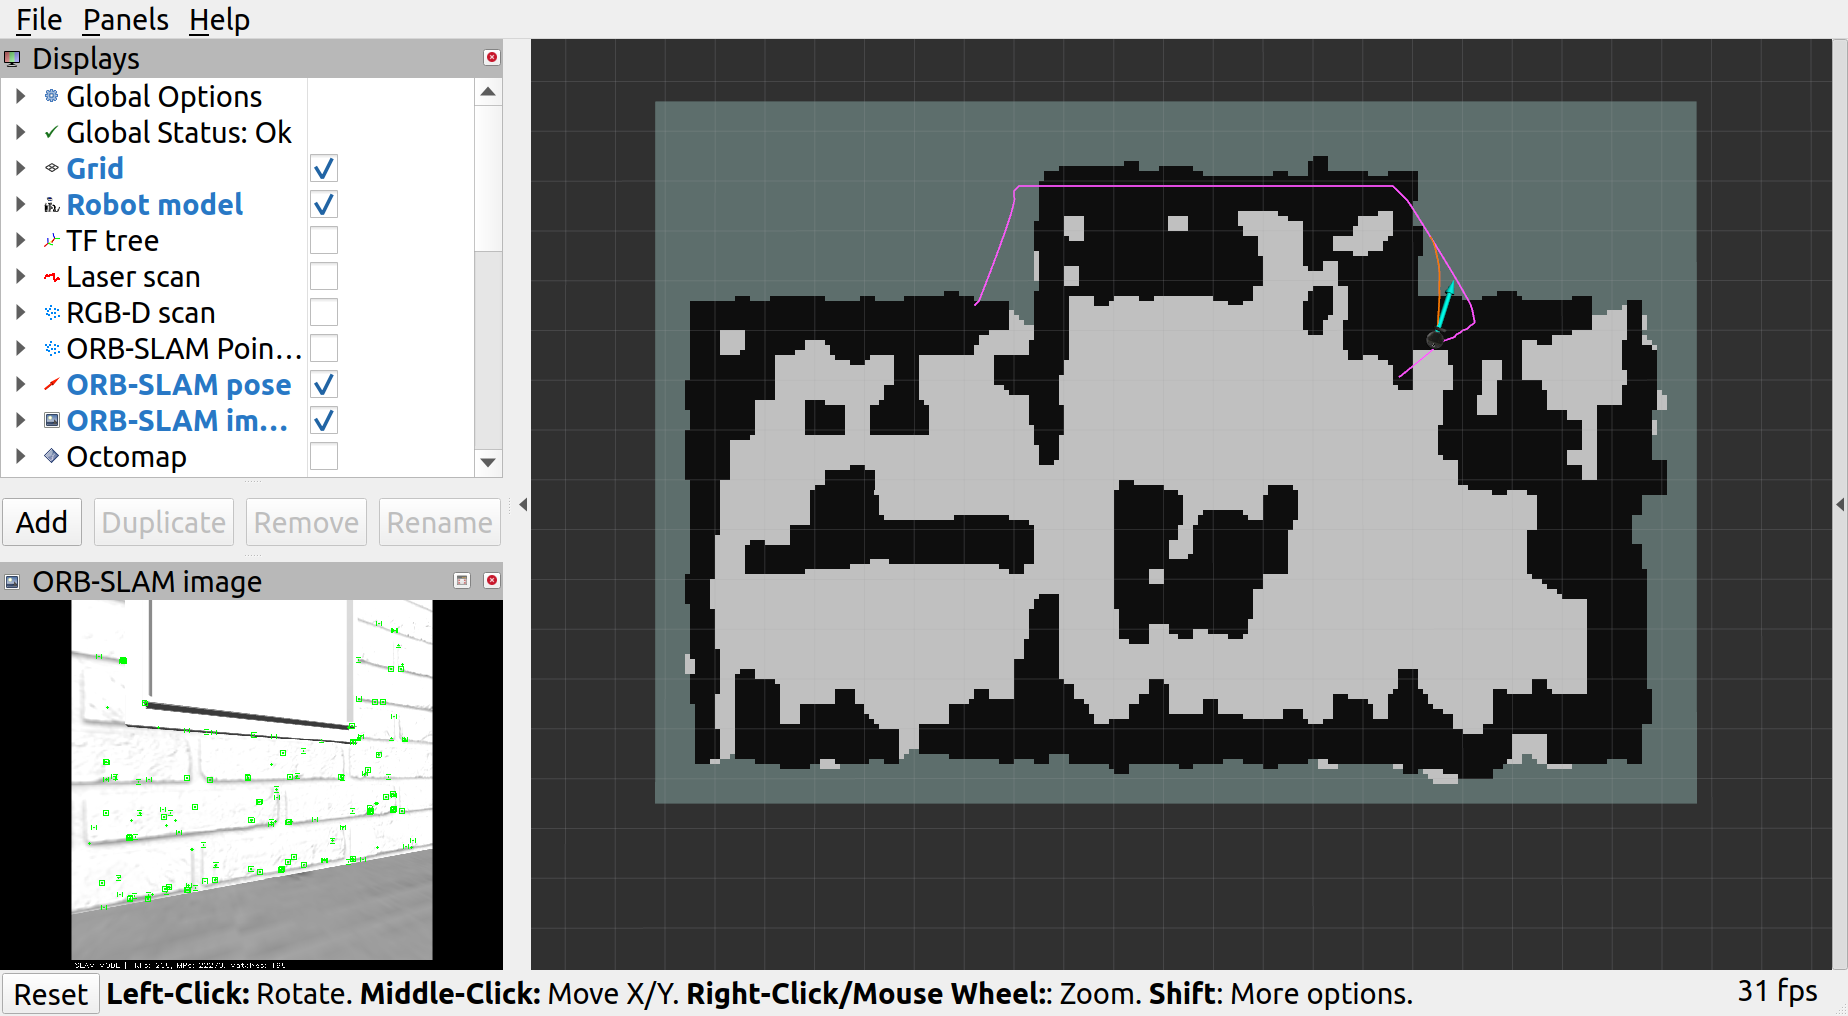 File Panels Help
Displays
Global Options
Global Status: Ok
Grid
Robot model
TF tree
Laser scan
RGB-D scan
ORB-SLAM Poin...
ORB-SLAM pose
ORB-SLAM im...
Octomap
Add Duplicate Remove Rename
ORB-SLAM image
SLAM MODE |
Reset Left-Click: Rotate. Middle-Click: Move X/Y. Right-Click/Mouse Wheel:: Zoom. Shift: More options. 31 fps